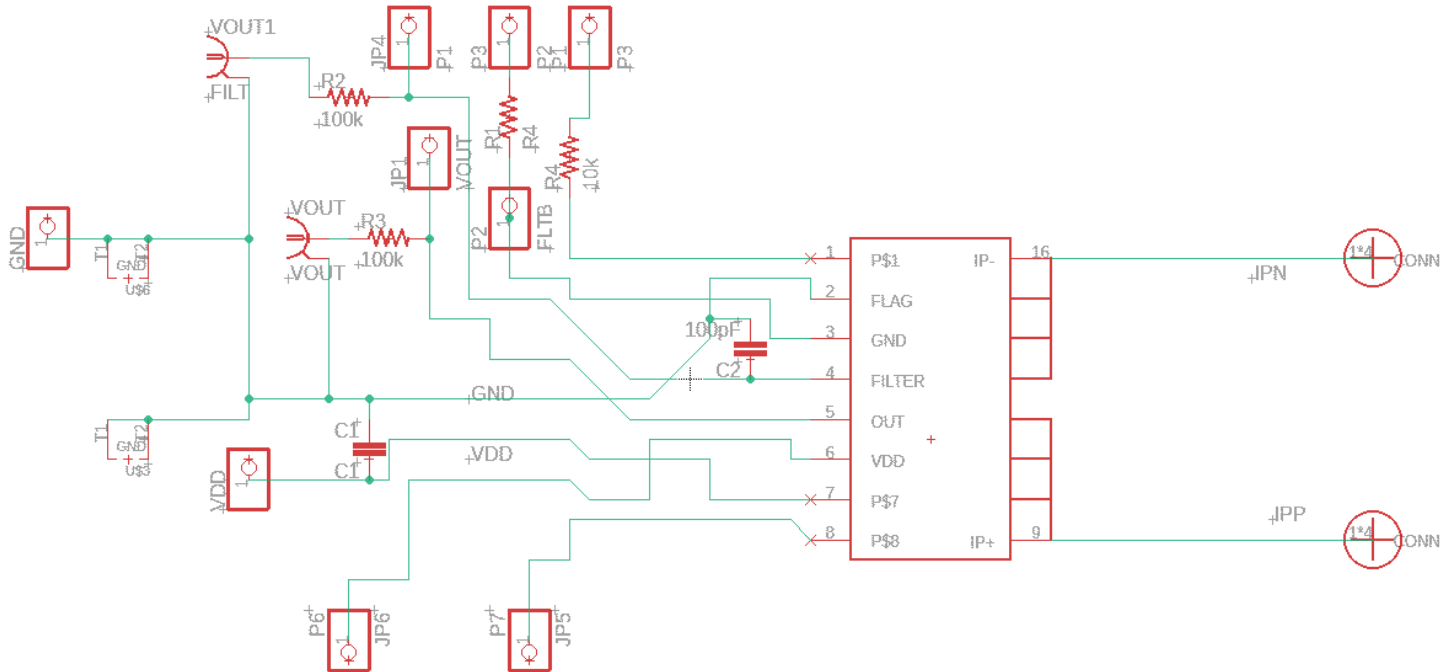 VOUT1
FILT
R2
100k
JP4
1
P1
P3
1
P2
P1
1
P3
R1
R4
R4
10k
JP1
1
VOUT
P2
1
FLTB
VOUT
VOUT
R3
100k
GND
1
T1
T2
GND
U$6
T1
T2
GND
U$3
C1
C1
VDD
1
GND
VDD
100pF
C2
1
P$1
2
FLAG
3
GND
4
FILTER
5
OUT
6
VDD
7
P$7
8
P$8
IP-
16
IP+
9
IPN
IPP
1*4
CONN
1*4
CONN
P6
1
JP6
P7
1
JP5